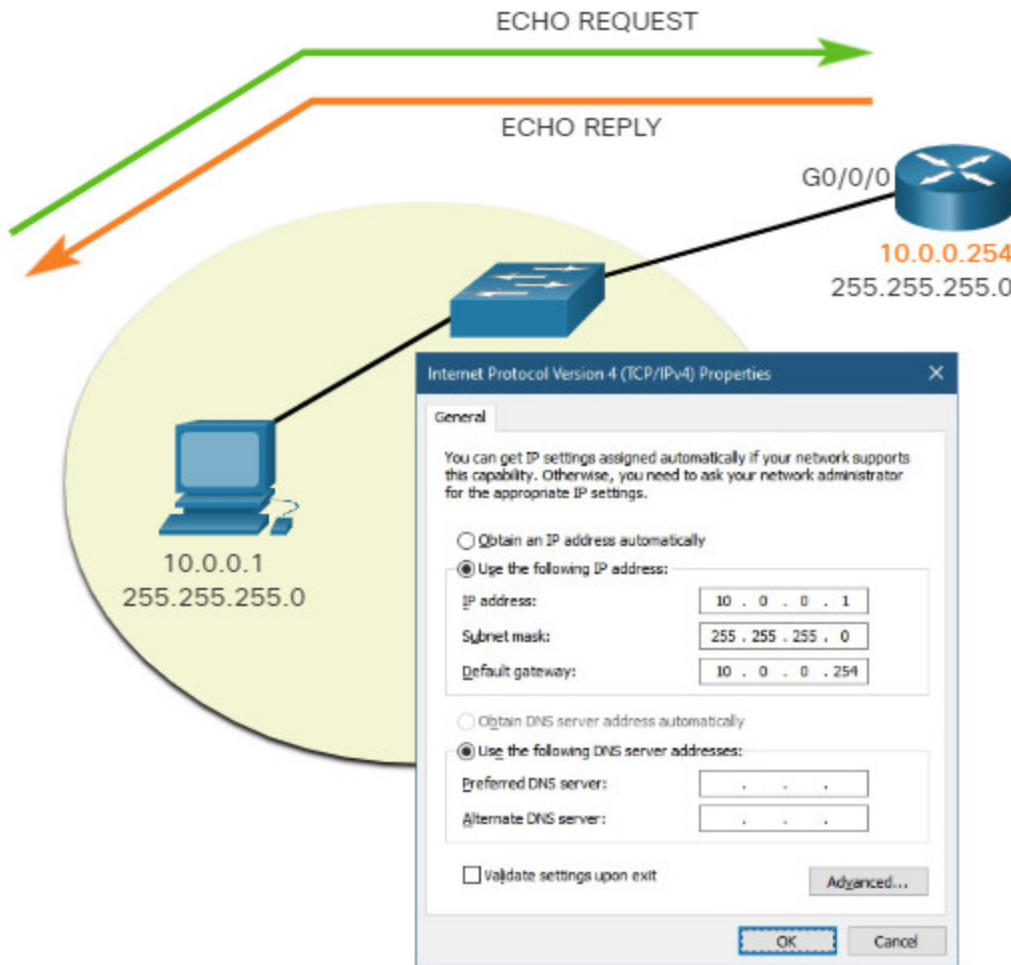 ECHO REQUEST
ECHO REPLY
G0/0/0
10.0.0.254
255.255.255.0
10.0.0.1
255.255.255.0
Internet Protocol Version 4 (TCP/IPv4) Properties
General
You can get IP settings assigned automatically if your network supports
this capability. Otherwise, you need to ask your network administrator
for the appropriate IP settings.
Obtain an IP address automatically
Use the following IP address:
IP address: 10 . 0 . 0 . 1
Subnet mask: 255 . 255 . 255 . 0
Default gateway: 10 . 0 . 0 . 254
Obtain DNS server address automatically
Use the following DNS server addresses:
Preferred DNS server: . . .
Alternate DNS server: . . .
Validate settings upon exit
Advanced...
OK Cancel